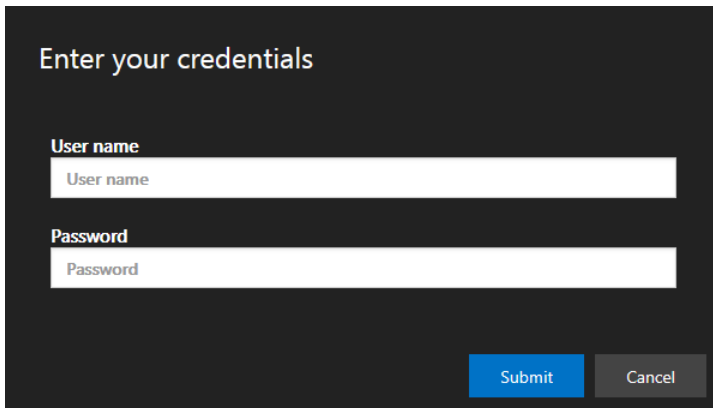 Enter your credentials
User name
User name
Password
Password
Submit Cancel